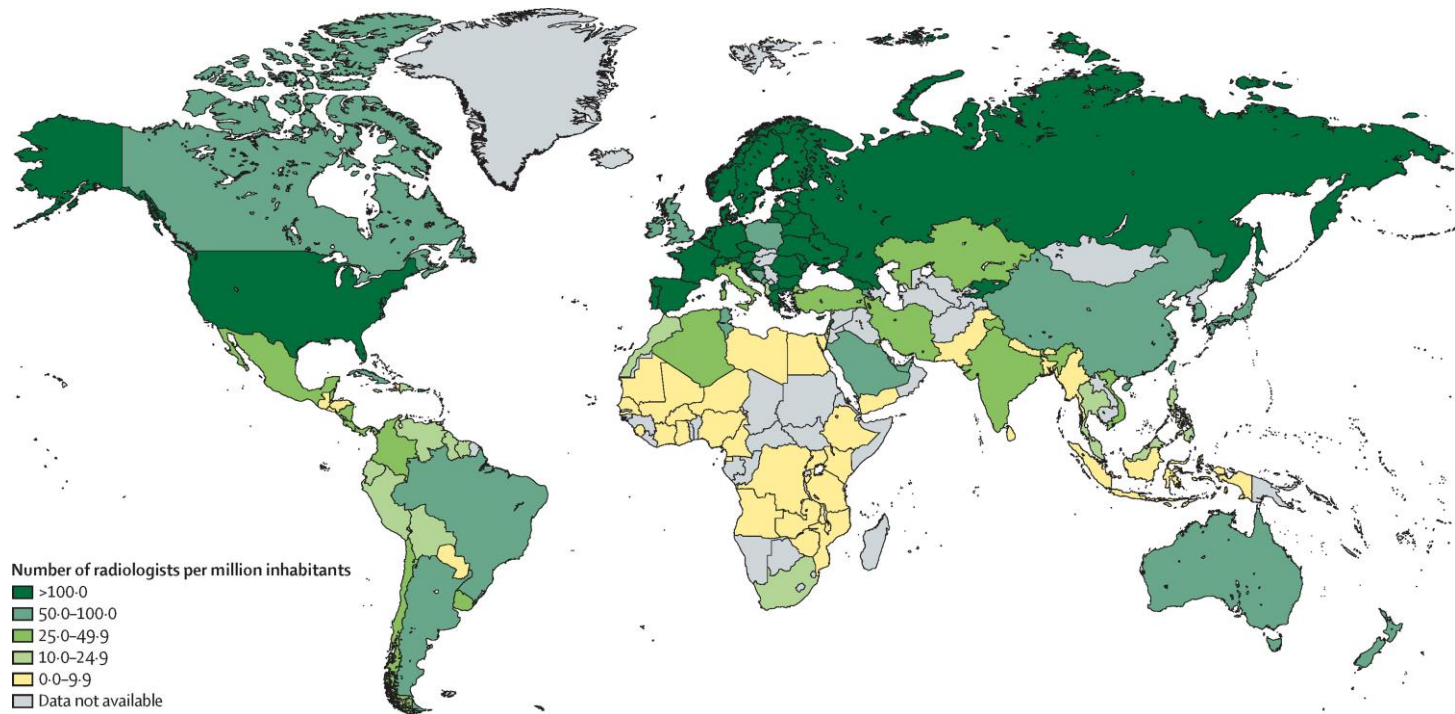 Number of radiologists per million inhabitants
>100·0
50·0–100·0
25·0–49·9
10·0–24·9
0·0–9·9
Data not available